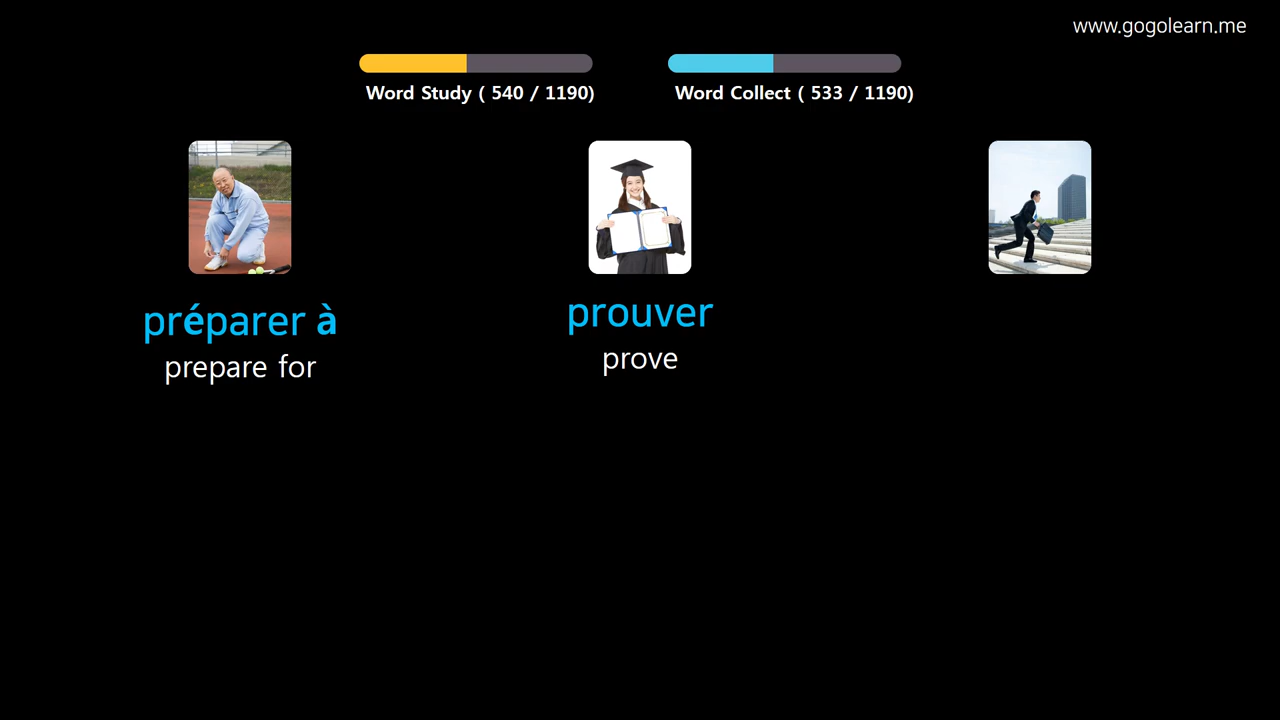 www.gogolearn.me
Word Study ( 540 / 1190)
Word Collect ( 533 / 1190)
préparer à
prepare for
prouver
prove